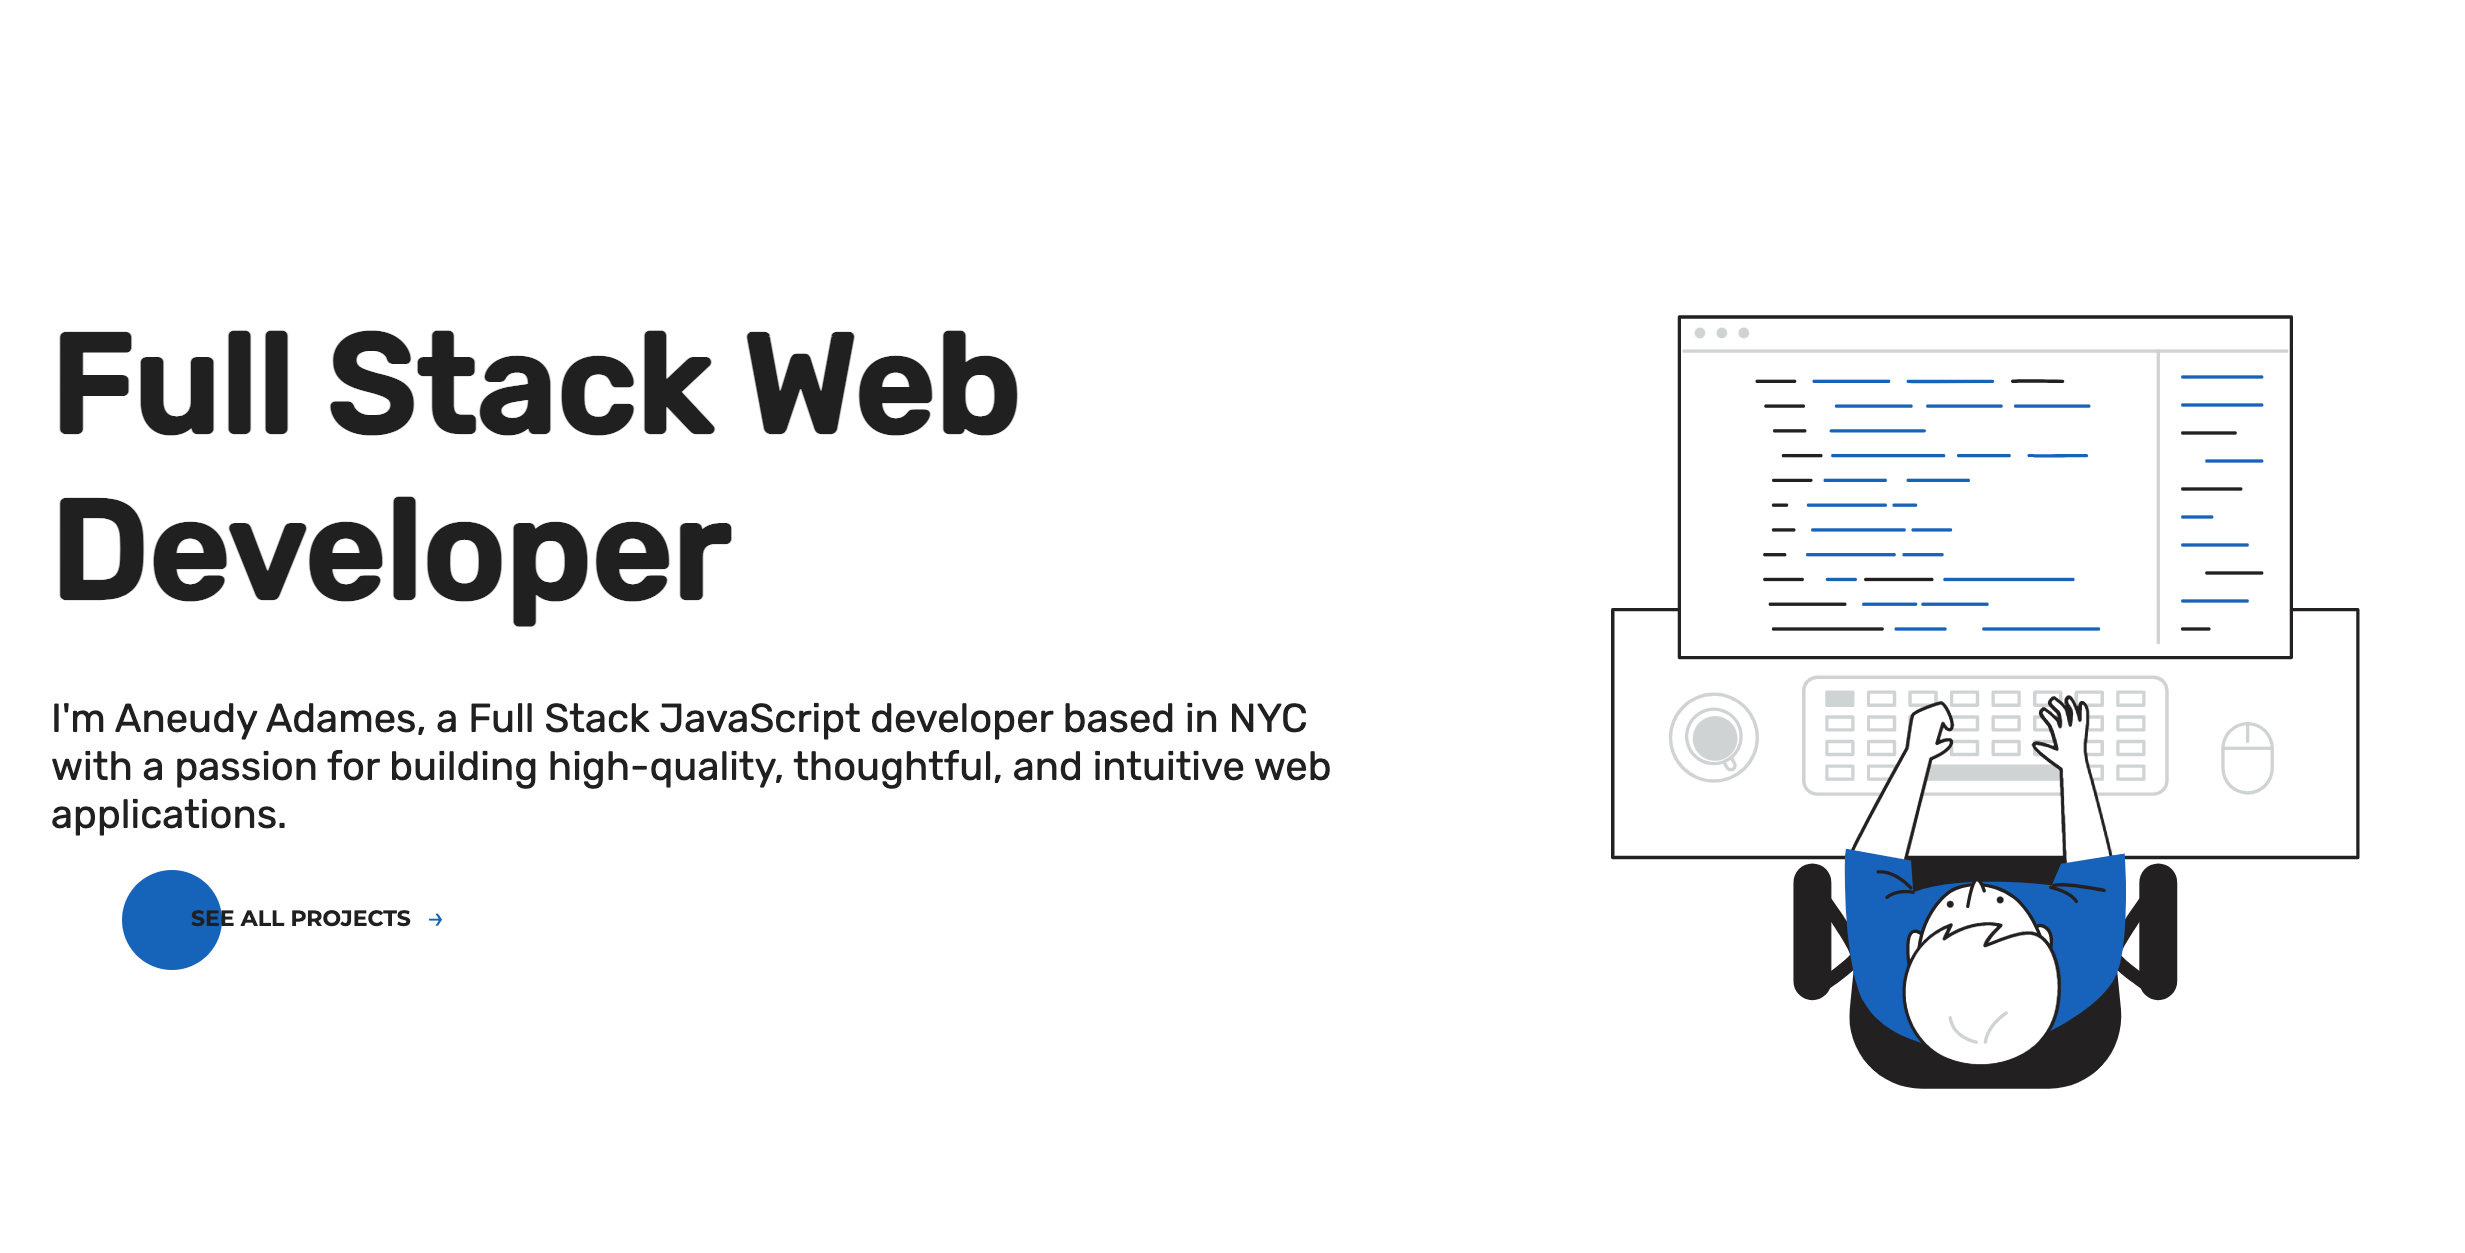 Full Stack Web
Developer
I'm Aneudy Adames, a Full Stack JavaScript developer based in NYC
with a passion for building high-quality, thoughtful, and intuitive web
applications.
SEE ALL PROJECTS →